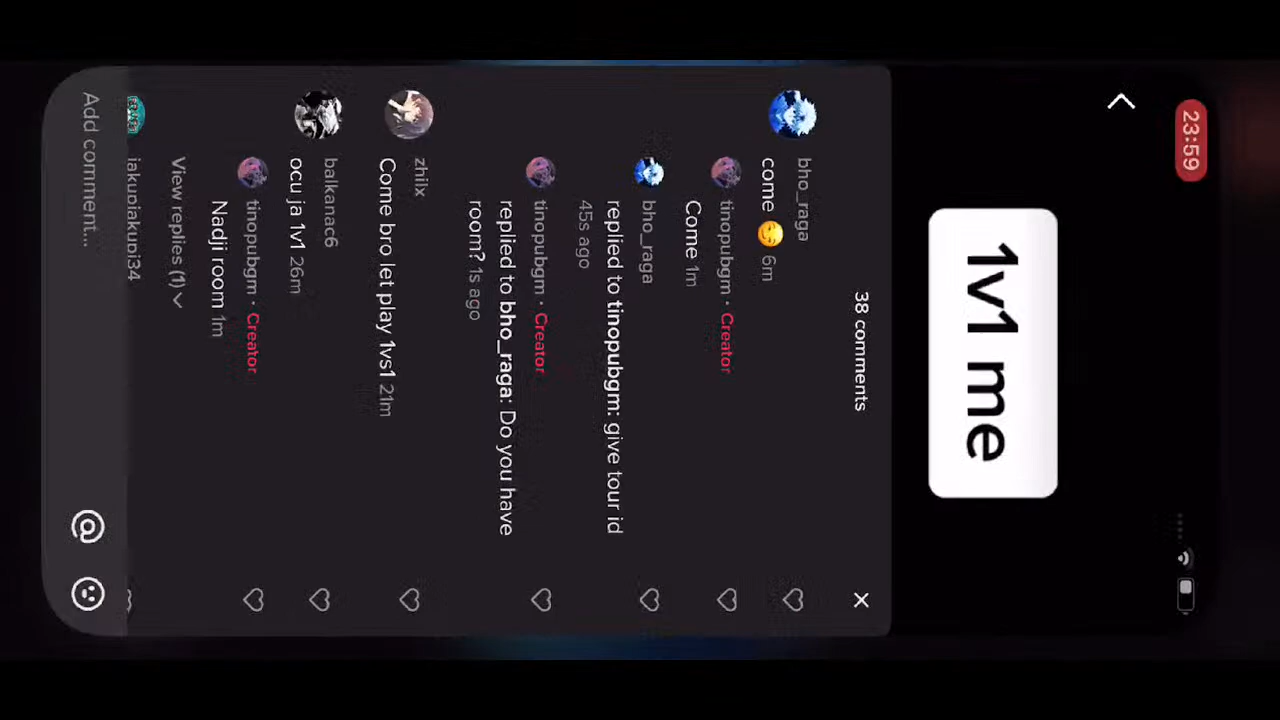 23:59
1v1 me
38 comments
bho_raga
come 😏 6m
tinopubgm · Creator
Come 1m
bho_raga
replied to tinopubgm: give tour id
45s ago
tinopubgm · Creator
replied to bho_raga: Do you have
room? 1s ago
zhilx
Come bro let play 1vs1 21m
balkanac6
ocu ja 1v1 26m
tinopubgm · Creator
Nadji room 1m
View replies (1)
jakupjakupi34
Add comment...